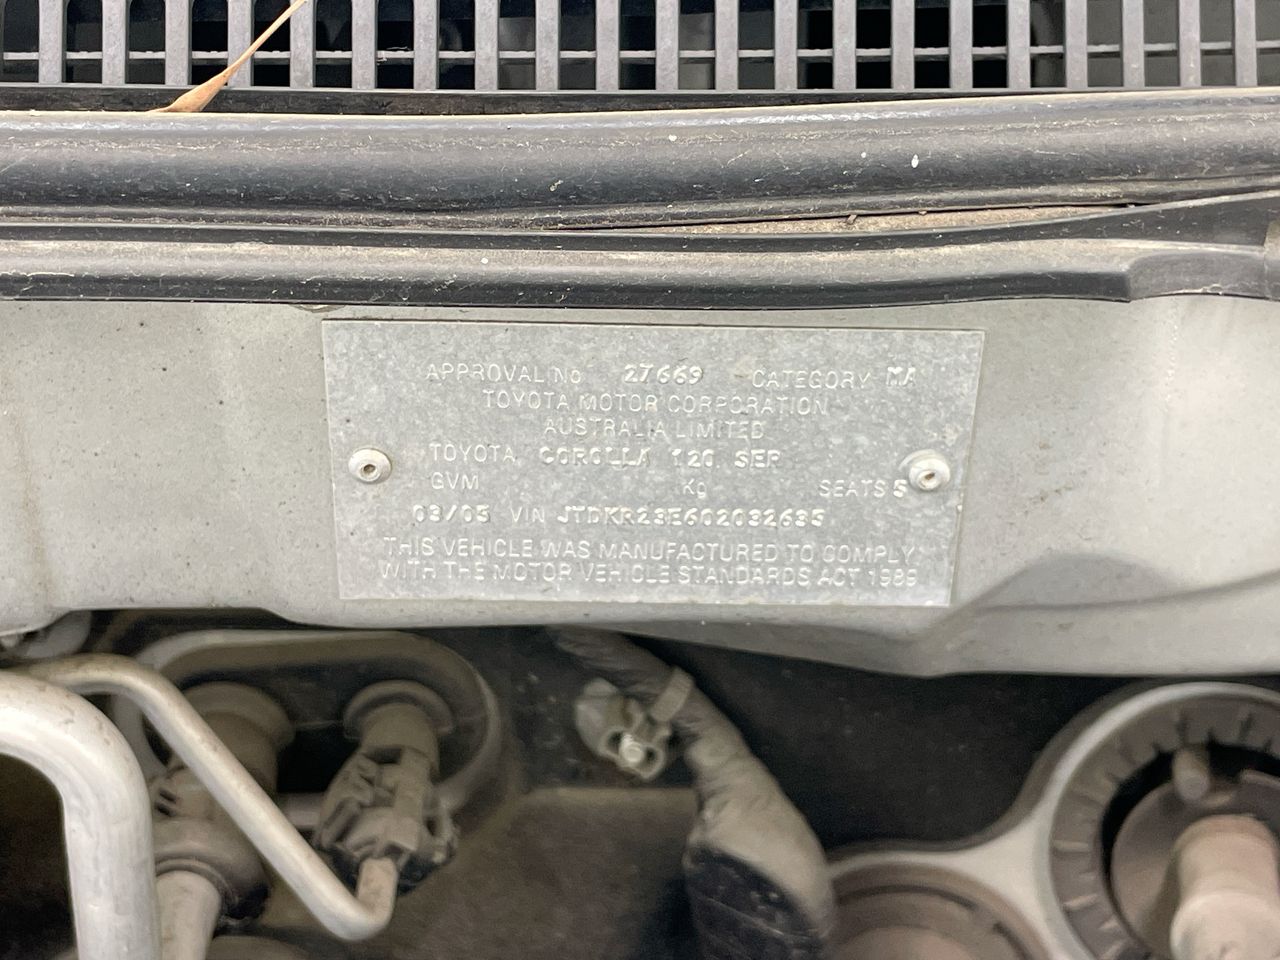 APPROVAL No 27669 CATEGORY MA
TOYOTA MOTOR CORPORATION
AUSTRALIA LIMITED
TOYOTA COROLLA 120 SER
GVM Kg SEATS 5
03/05 VIN JTDKR23E602032635
THIS VEHICLE WAS MANUFACTURED TO COMPLY
WITH THE MOTOR VEHICLE STANDARDS ACT 1989